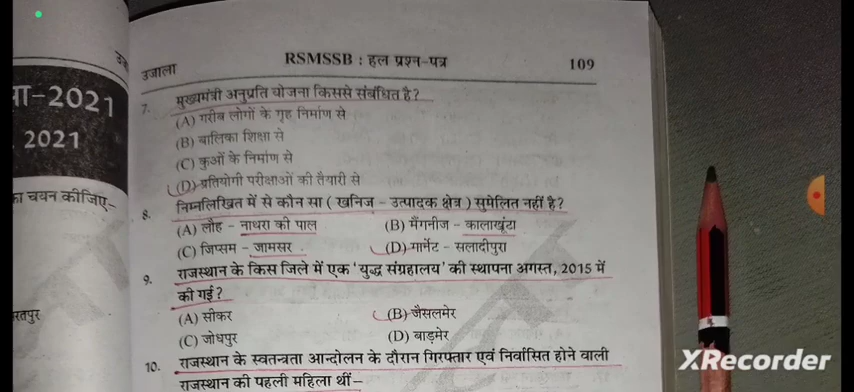 उजाला
RSMSSB : हल प्रश्न-पत्र
109
-2021
2021
चयन कीजिए–
7. मुख्यमंत्री अनुप्रति योजना किससे संबंधित है?
(A) गरीब लोगों के गृह निर्माण से
(B) बालिका शिक्षा से
(C) कुओं के निर्माण से
(D) प्रतियोगी परीक्षाओं की तैयारी से
8. निम्नलिखित में से कौन सा ( खनिज - उत्पादक क्षेत्र ) सुमेलित नहीं है?
(A) लौह - नाथरा की पाल
(B) मैंगनीज - कालाखूंटा
(C) जिप्सम - जामसर
(D) गार्नेट - सलादीपुरा
9. राजस्थान के किस जिले में एक 'युद्ध संग्रहालय' की स्थापना अगस्त, 2015 में
की गई?
(A) सीकर
(B) जैसलमेर
(C) जोधपुर
(D) बाड़मेर
10. राजस्थान के स्वतन्त्रता आन्दोलन के दौरान गिरफ्तार एवं निर्वासित होने वाली
राजस्थान की पहली महिला थीं–
XRecorder